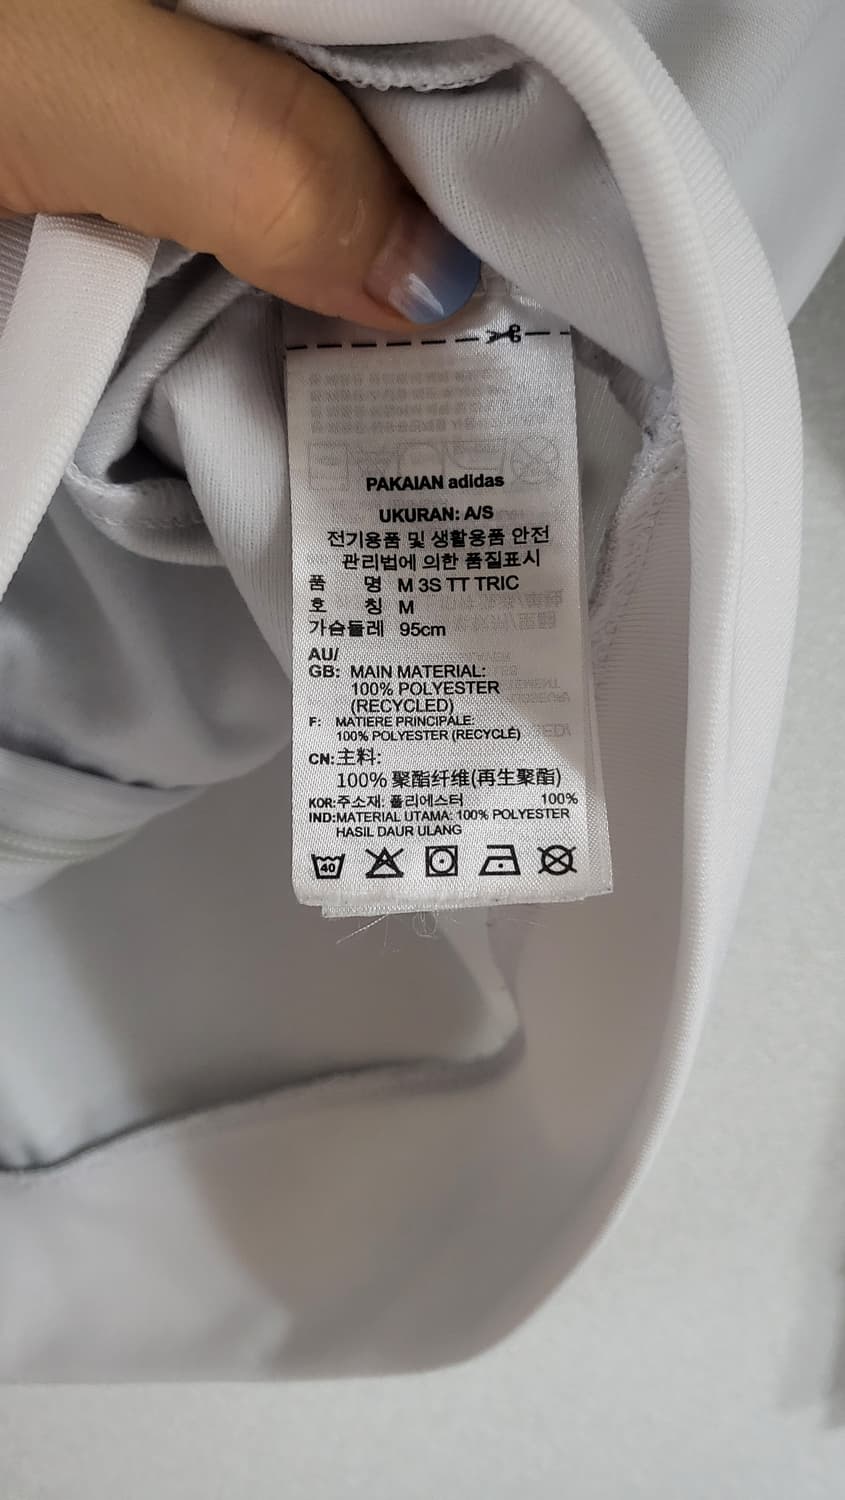 PAKAIAN adidas
UKURAN: A/S
전기용품 및 생활용품 안전
관리법에 의한 품질표시
품 명 M 3S TT TRIC
호 칭 M
가슴둘레 95cm
AU/
GB: MAIN MATERIAL:
100% POLYESTER
(RECYCLED)
F: MATIERE PRINCIPALE:
100% POLYESTER (RECYCLÉ)
CN:主料:
100% 聚酯纤维(再生聚酯)
KOR:주소재: 폴리에스터 100%
IND:MATERIAL UTAMA: 100% POLYESTER
HASIL DAUR ULANG
40